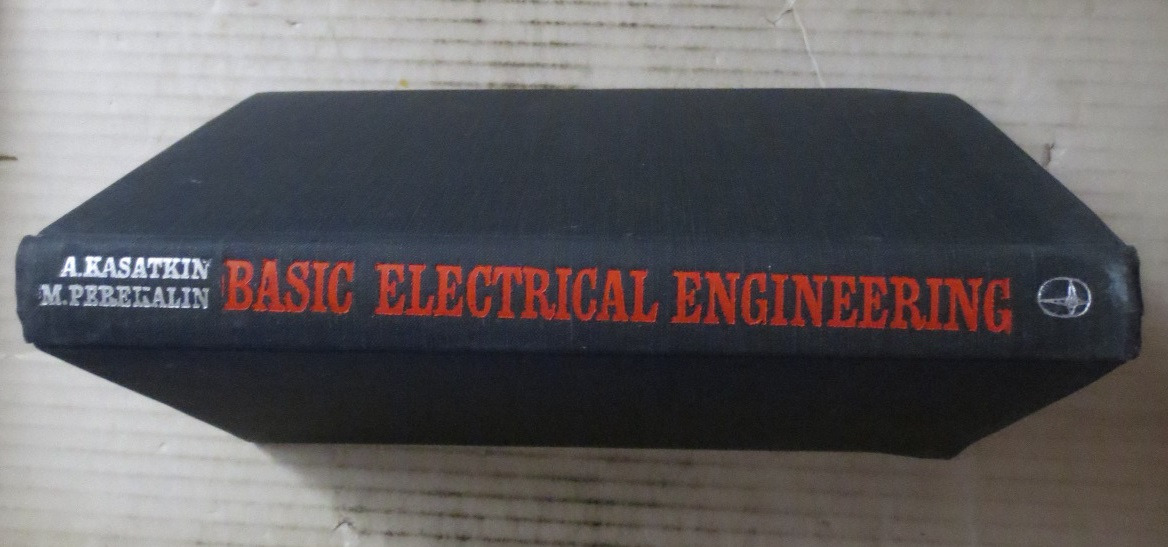 A.KASATKIN
M.PEREKALIN
BASIC ELECTRICAL ENGINEERING